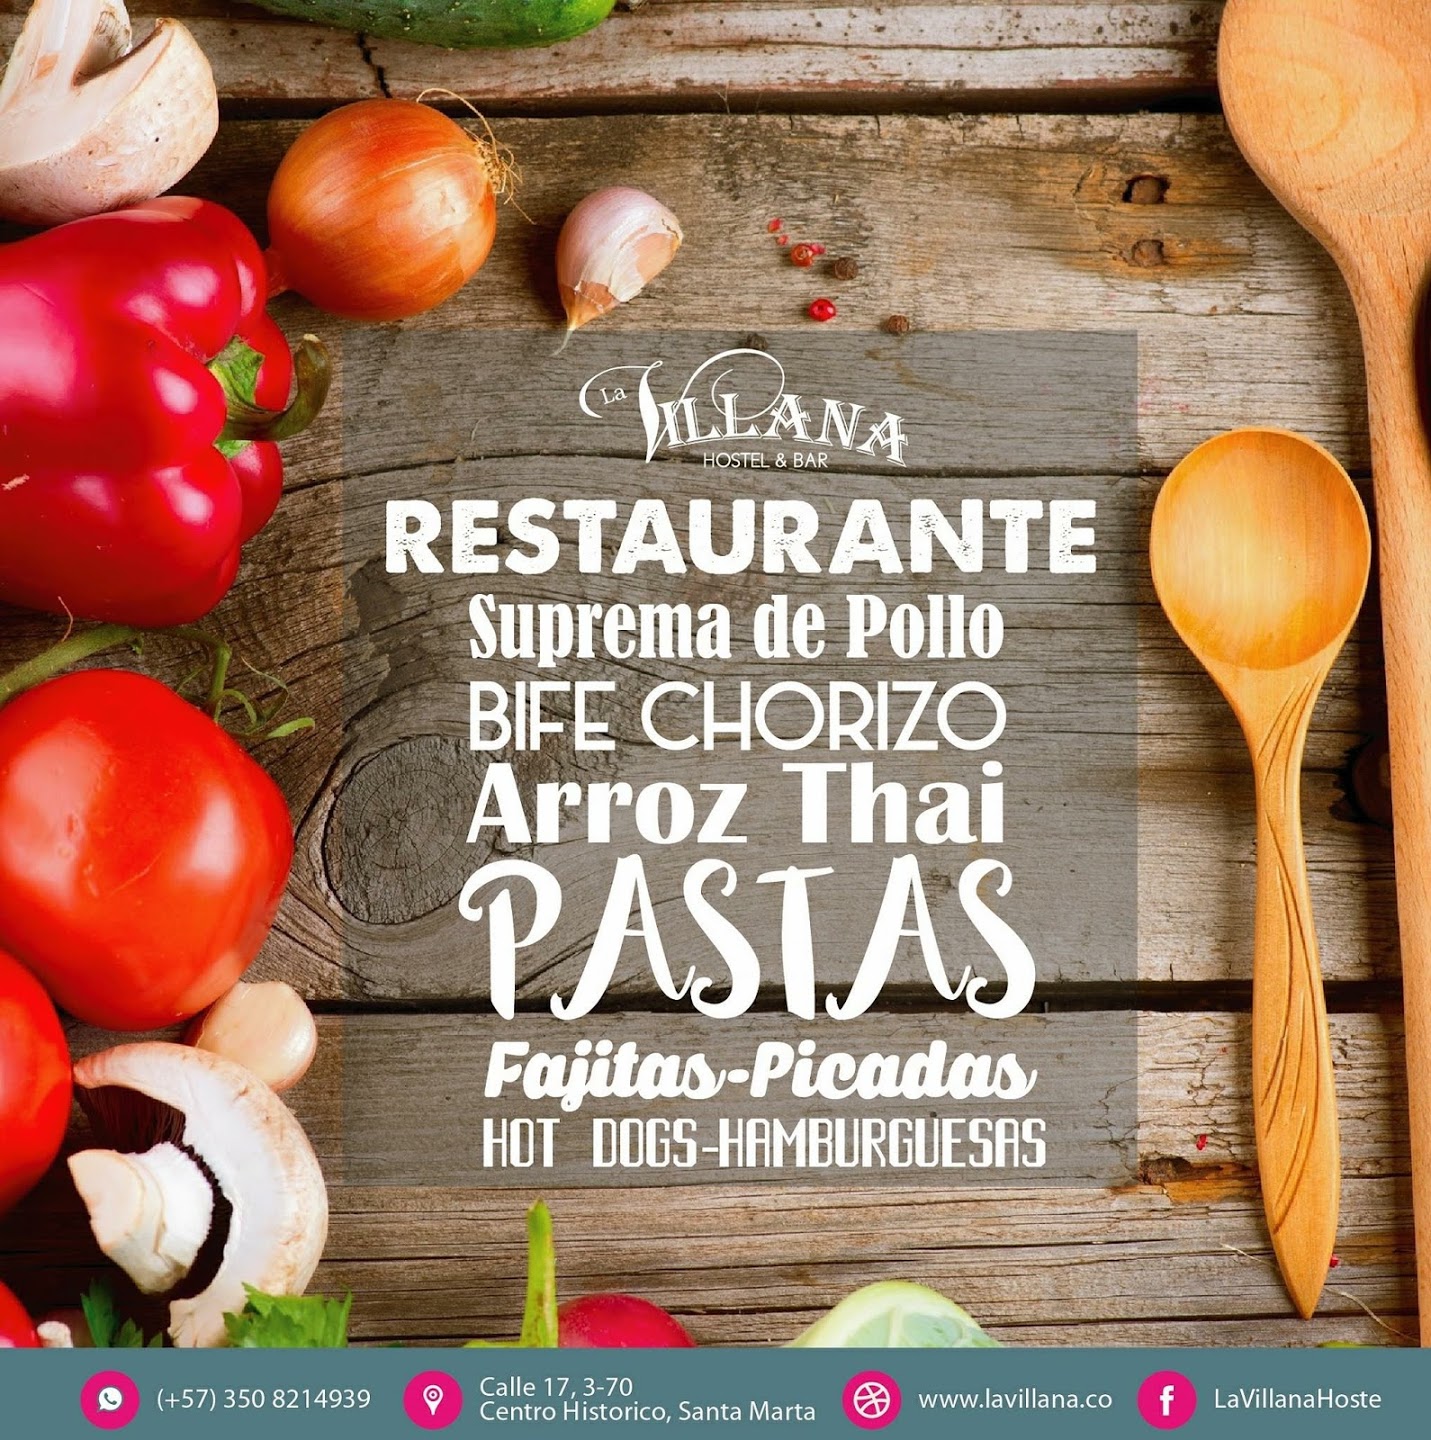 La VILLANA
HOSTEL & BAR
RESTAURANTE
Suprema de Pollo
BIFE CHORIZO
Arroz Thai
PASTAS
Fajitas-Picadas
HOT DOGS-HAMBURGUESAS
(+57) 350 8214939
Calle 17, 3-70
Centro Historico, Santa Marta
www.lavillana.co
LaVillanaHoste